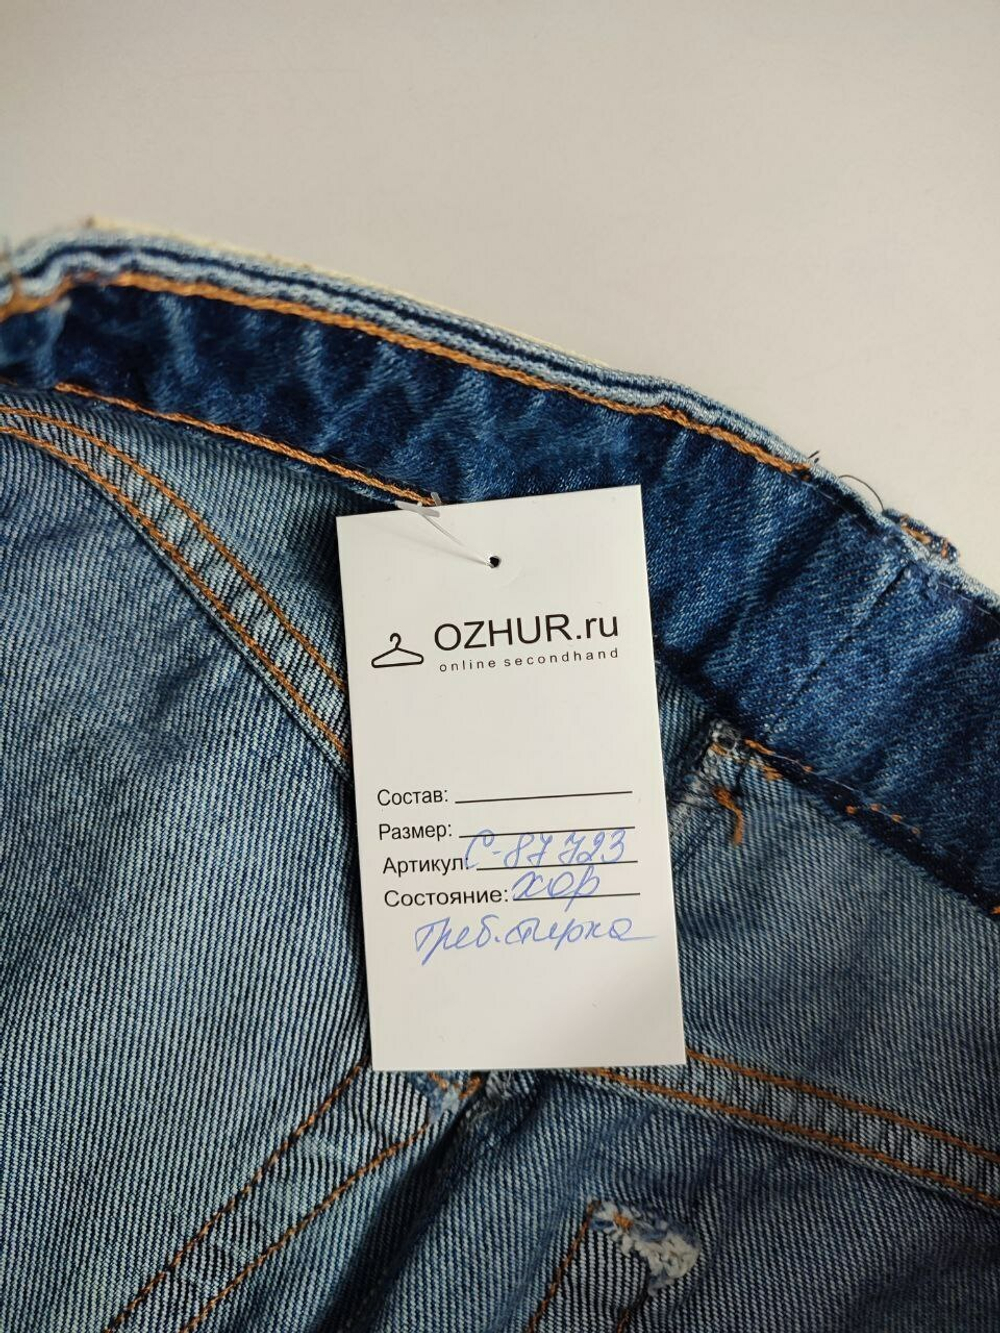 OZHUR.ru
online secondhand
Состав:
Размер:
Артикул: С-87723
Состояние: хор
треб. стирка